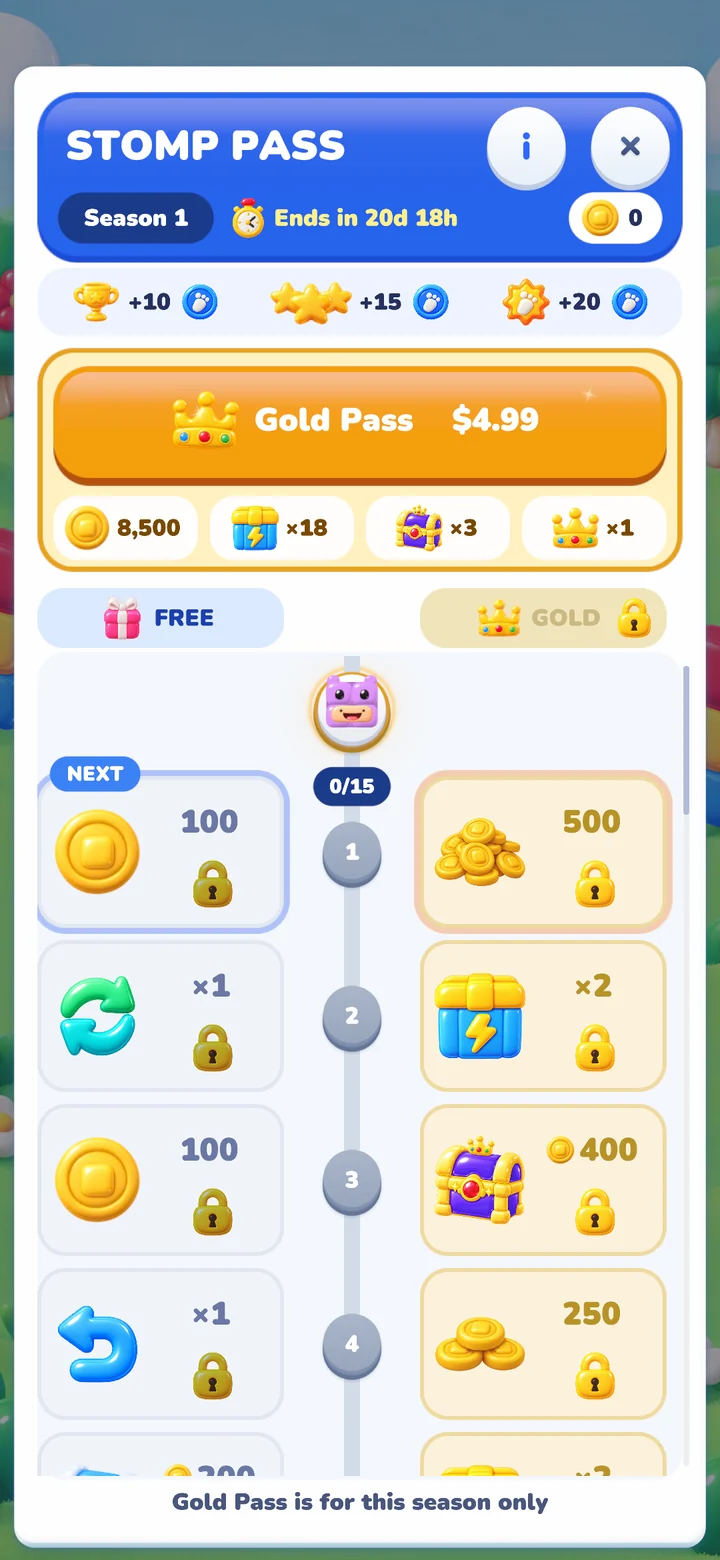 STOMP PASS
Season 1
Ends in 20d 18h
0
+10
+15
+20
Gold Pass $4.99
8,500
×18
×3
×1
FREE
GOLD
NEXT
0/15
100
1
500
×1
2
×2
100
3
400
×1
4
250
200
×2
Gold Pass is for this season only